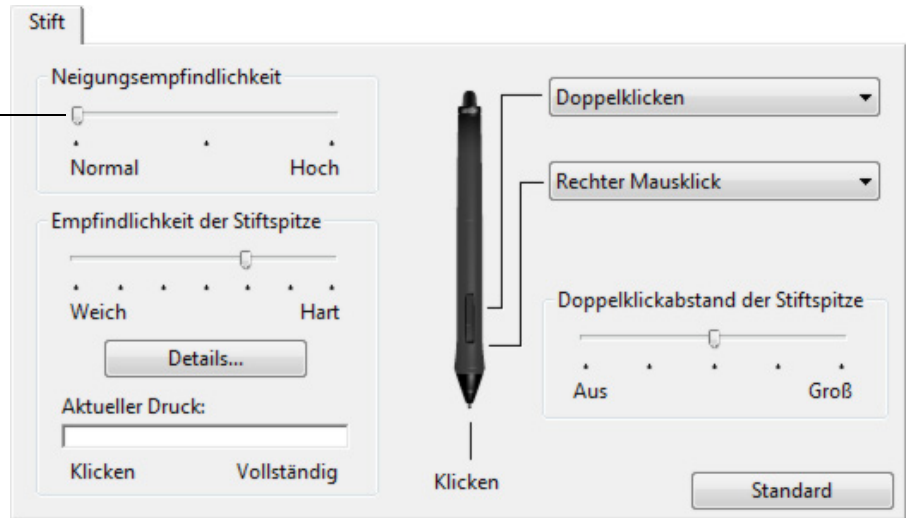 Stift
Neigungsempfindlichkeit
Normal Hoch
Empfindlichkeit der Stiftspitze
Weich Hart
Details...
Aktueller Druck:
Klicken Vollständig
Doppelklicken
Rechter Mausklick
Klicken
Doppelklickabstand der Stiftspitze
Aus Groß
Standard